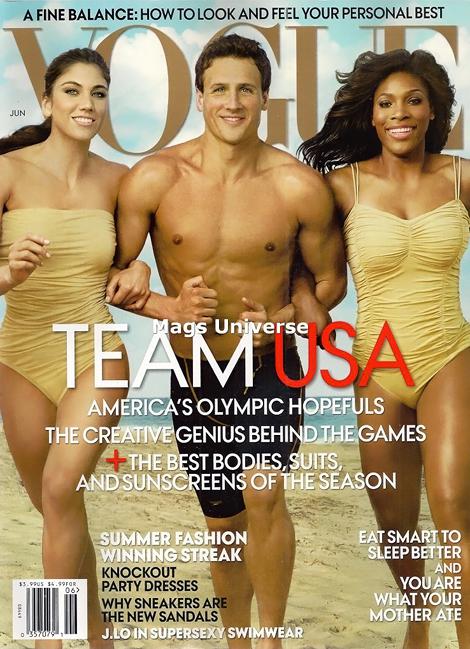 A FINE BALANCE: HOW TO LOOK AND FEEL YOUR PERSONAL BEST
VOGUE
JUN
Mags Universe
TEAM USA
AMERICA'S OLYMPIC HOPEFULS
THE CREATIVE GENIUS BEHIND THE GAMES
+THE BEST BODIES, SUITS,
AND SUNSCREENS OF THE SEASON
SUMMER FASHION
WINNING STREAK
KNOCKOUT
PARTY DRESSES
WHY SNEAKERS ARE
THE NEW SANDALS
J.LO IN SUPERSEXY SWIMWEAR
EAT SMART TO
SLEEP BETTER
AND
YOU ARE
WHAT YOUR
MOTHER ATE
$3.99US $4.99FOR
06>
0 357079 1